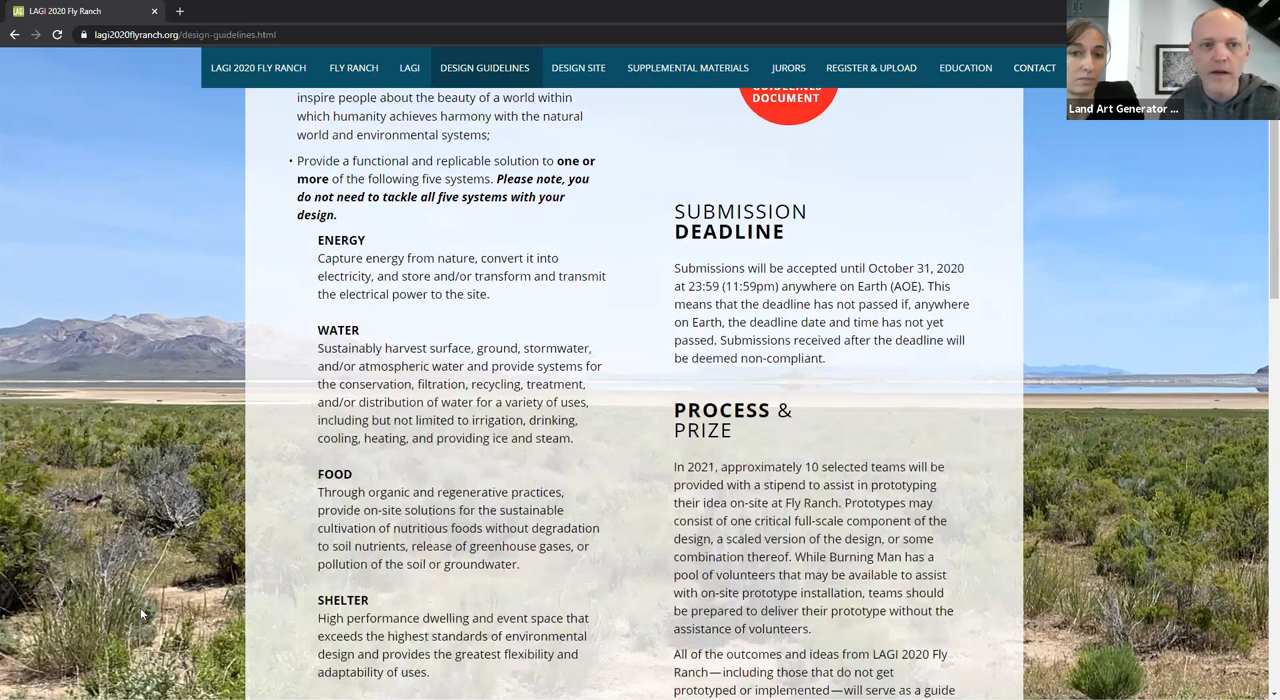 LAGI 2020 Fly Ranch
lagi2020flyranch.org/design-guidelines.html
LAGI 2020 FLY RANCH FLY RANCH LAGI DESIGN GUIDELINES DESIGN SITE SUPPLEMENTAL MATERIALS JURORS REGISTER & UPLOAD EDUCATION CONTACT
Land Art Generator ...
inspire people about the beauty of a world within
which humanity achieves harmony with the natural
world and environmental systems;
• Provide a functional and replicable solution to one or
more of the following five systems. Please note, you
do not need to tackle all five systems with your
design.
ENERGY
Capture energy from nature, convert it into
electricity, and store and/or transform and transmit
the electrical power to the site.
WATER
Sustainably harvest surface, ground, stormwater,
and/or atmospheric water and provide systems for
the conservation, filtration, recycling, treatment,
and/or distribution of water for a variety of uses,
including but not limited to irrigation, drinking,
cooling, heating, and providing ice and steam.
FOOD
Through organic and regenerative practices,
provide on-site solutions for the sustainable
cultivation of nutritious foods without degradation
to soil nutrients, release of greenhouse gases, or
pollution of the soil or groundwater.
SHELTER
High performance dwelling and event space that
exceeds the highest standards of environmental
design and provides the greatest flexibility and
adaptability of uses.
GUIDELINES
DOCUMENT
SUBMISSION
DEADLINE
Submissions will be accepted until October 31, 2020
at 23:59 (11:59pm) anywhere on Earth (AOE). This
means that the deadline has not passed if, anywhere
on Earth, the deadline date and time has not yet
passed. Submissions received after the deadline will
be deemed non-compliant.
PROCESS &
PRIZE
In 2021, approximately 10 selected teams will be
provided with a stipend to assist in prototyping
their idea on-site at Fly Ranch. Prototypes may
consist of one critical full-scale component of the
design, a scaled version of the design, or some
combination thereof. While Burning Man has a
pool of volunteers that may be available to assist
with on-site prototype installation, teams should
be prepared to deliver their prototype without the
assistance of volunteers.
All of the outcomes and ideas from LAGI 2020 Fly
Ranch—including those that do not get
prototyped or implemented—will serve as a guide